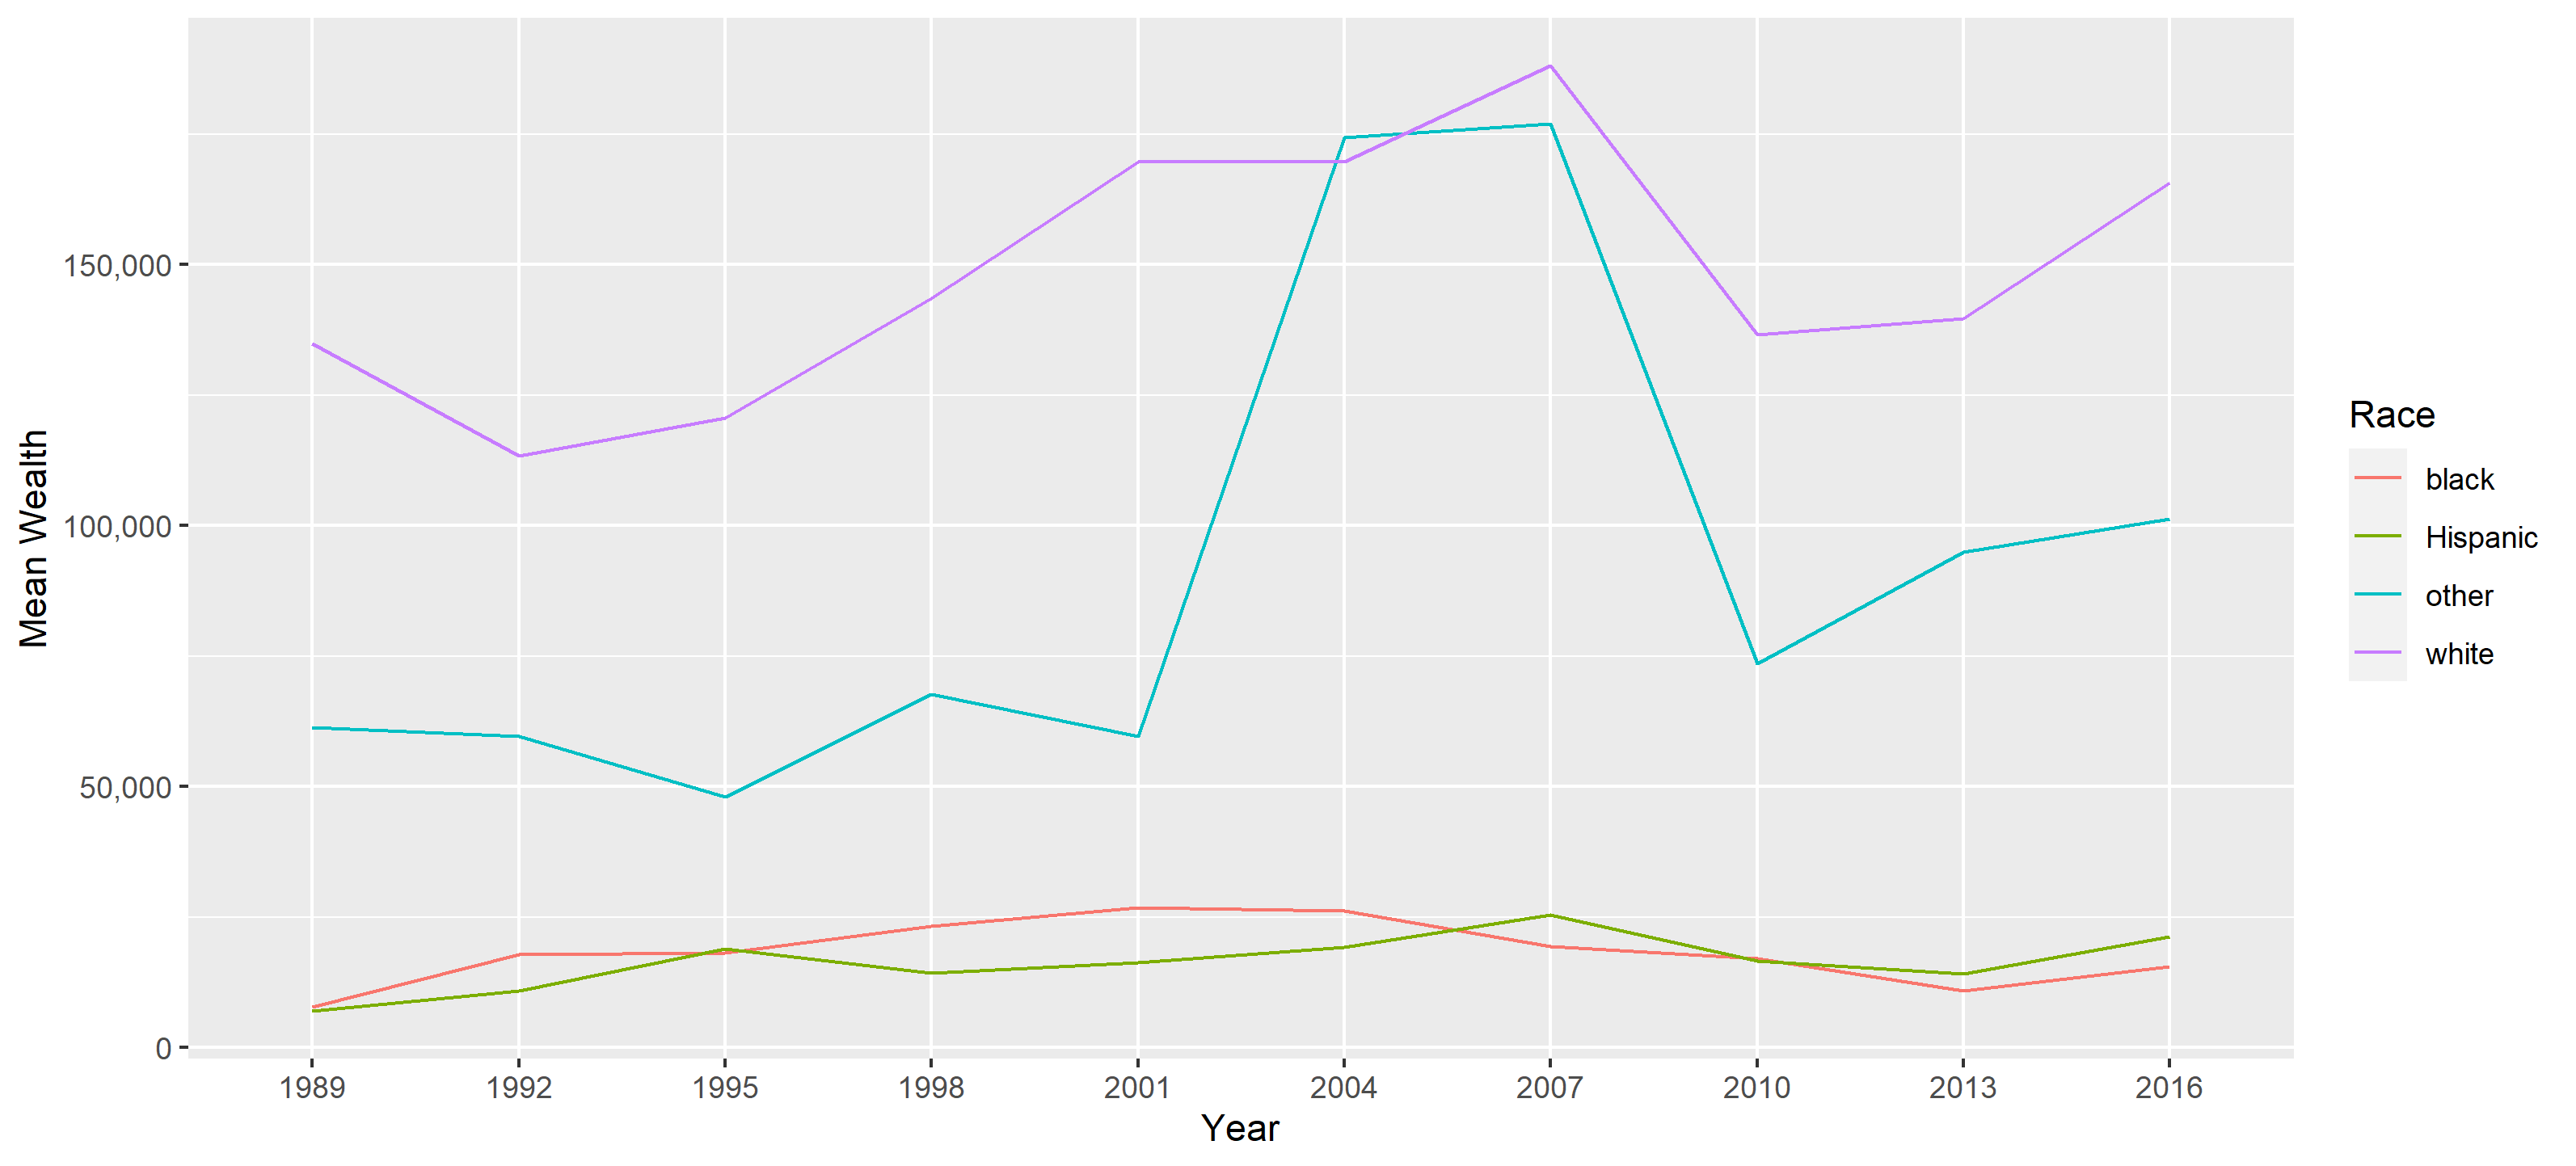 Mean Wealth
150,000
100,000
50,000
0
1989 1992 1995 1998 2001 2004 2007 2010 2013 2016
Year
Race
black
Hispanic
other
white